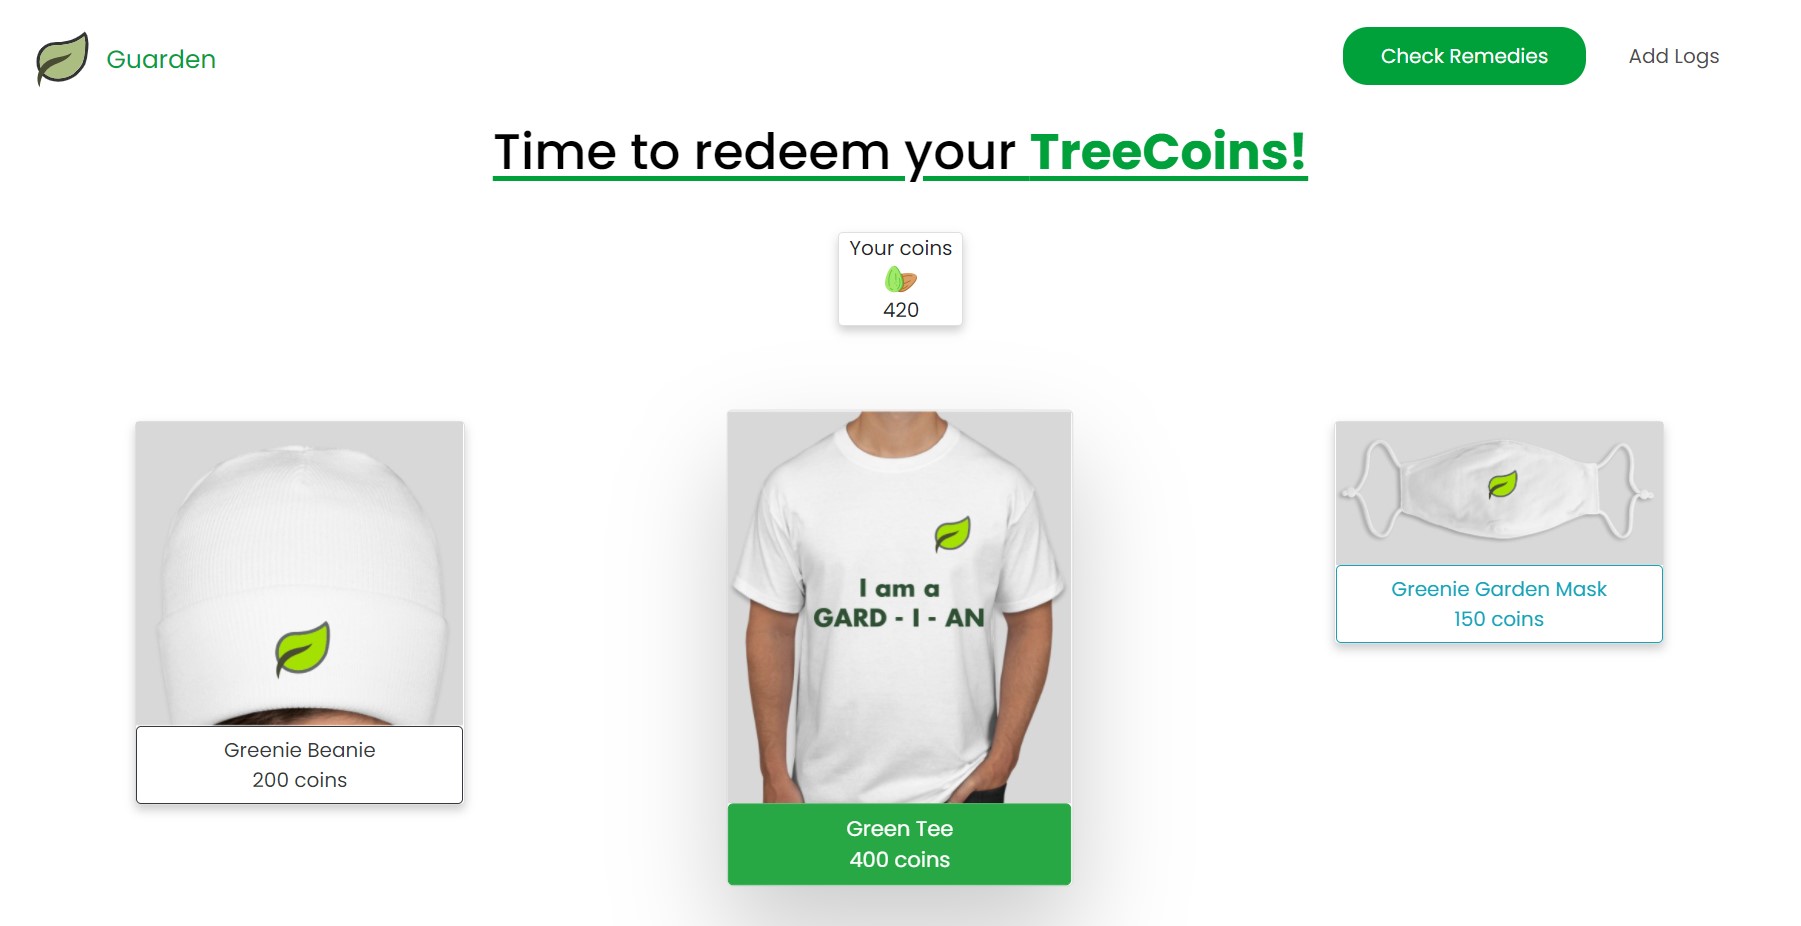 Guarden
Check Remedies
Add Logs
Time to redeem your TreeCoins!
Your coins
420
I am a
GARD - I - AN
Greenie Beanie
200 coins
Green Tee
400 coins
Greenie Garden Mask
150 coins